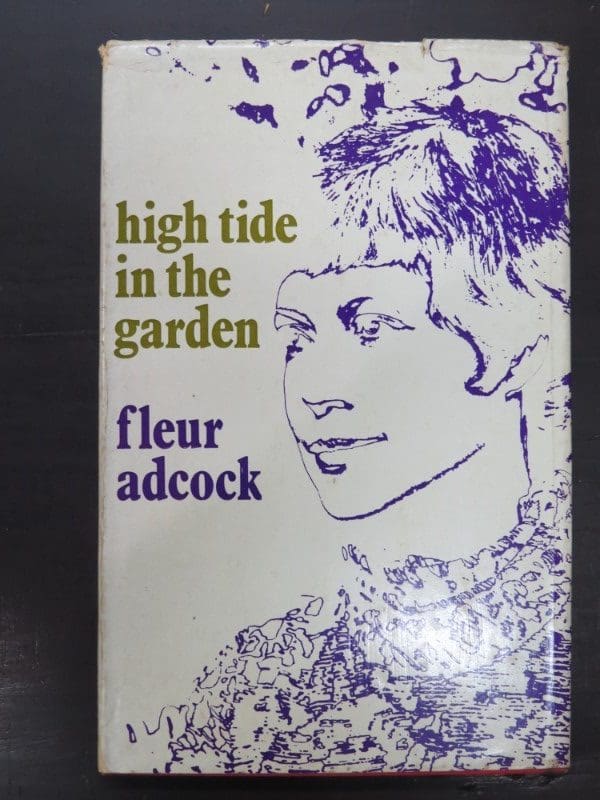 high tide
in the
garden
fleur
adcock